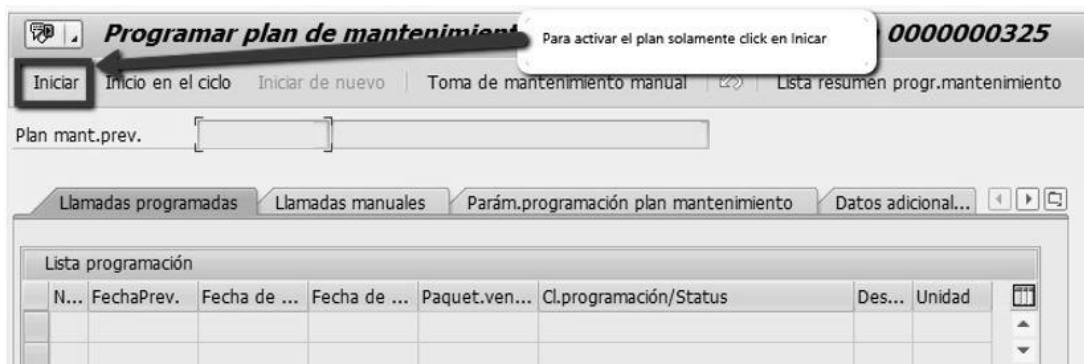 Programar plan de mantenimient 0000000325
Para activar el plan solamente click en Inicar
Iniciar Inicio en el ciclo Iniciar de nuevo Toma de mantenimiento manual Lista resumen progr.mantenimiento
Plan mant.prev.
Llamadas programadas Llamadas manuales Parám.programación plan mantenimiento Datos adicional...
Lista programación
N... FechaPrev. Fecha de ... Fecha de ... Paquet.ven... Cl.programación/Status Des... Unidad